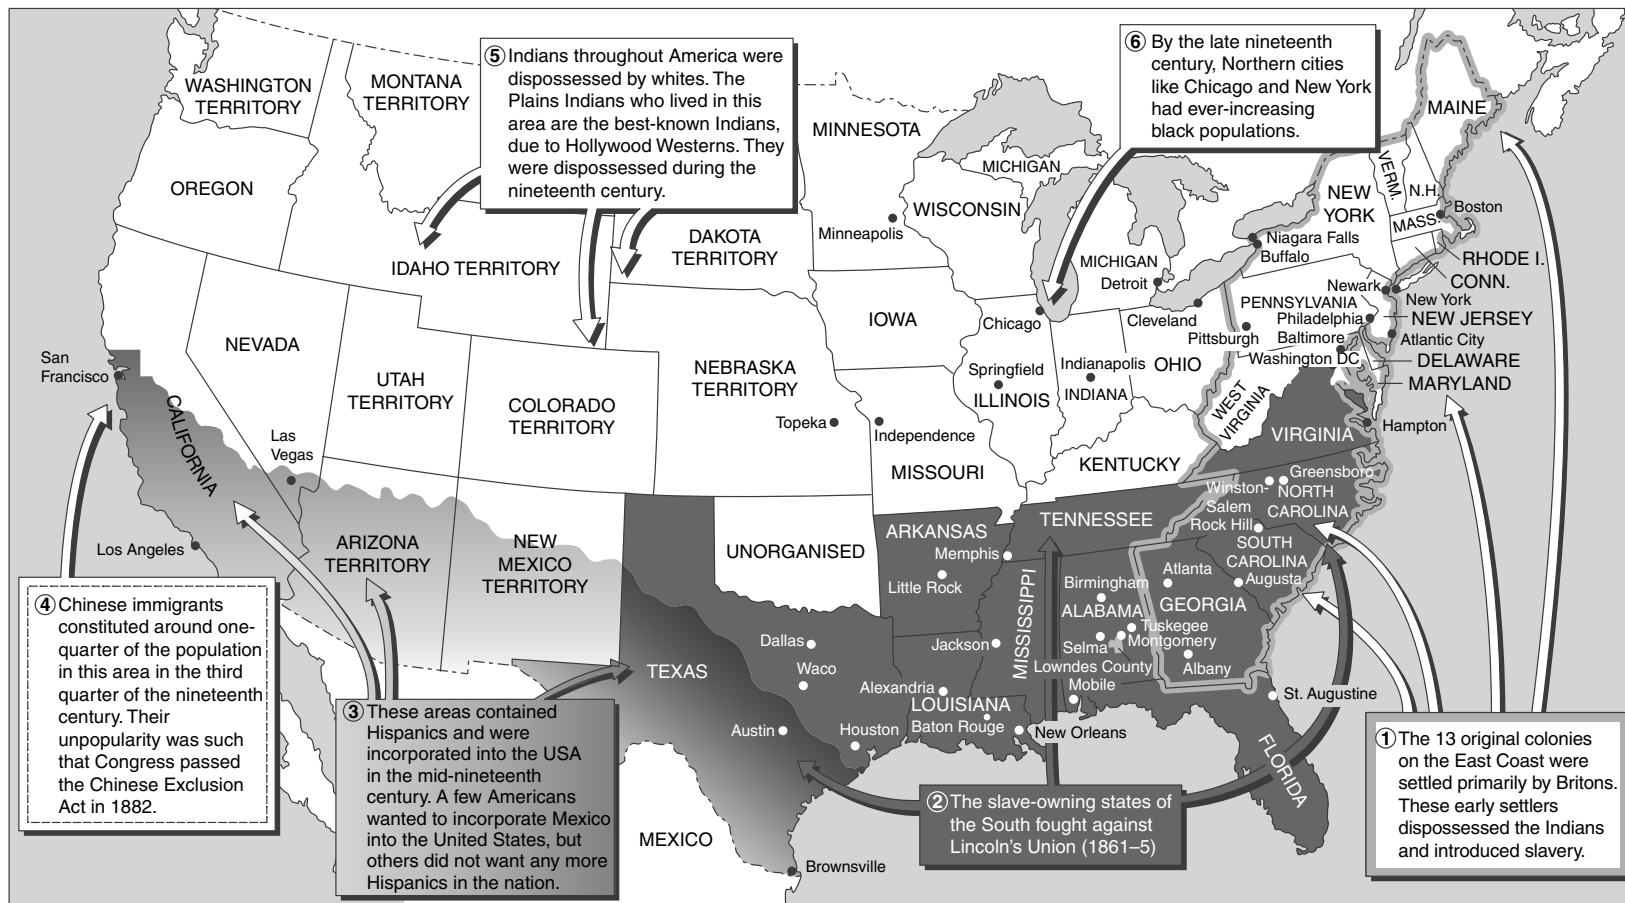 WASHINGTON
TERRITORY
MONTANA
TERRITORY
⑤ Indians throughout America were
dispossessed by whites. The
Plains Indians who lived in this
area are the best-known Indians,
due to Hollywood Westerns. They
were dispossessed during the
nineteenth century.
⑥ By the late nineteenth
century, Northern cities
like Chicago and New York
had ever-increasing
black populations.
MINNESOTA
MICHIGAN
MAINE
VERM.
N.H.
OREGON
WISCONSIN
NEW
YORK
MASS.
Boston
Minneapolis
DAKOTA
TERRITORY
IDAHO TERRITORY
MICHIGAN
Detroit
Niagara Falls
Buffalo
RHODE I.
CONN.
Newark
New York
PENNSYLVANIA
Philadelphia
NEW JERSEY
Atlantic City
IOWA
Chicago
Cleveland
Pittsburgh
Baltimore
Washington DC
DELAWARE
MARYLAND
NEVADA
San
Francisco
UTAH
TERRITORY
COLORADO
TERRITORY
NEBRASKA
TERRITORY
Springfield
ILLINOIS
Indianapolis
INDIANA
OHIO
WEST
VIRGINIA
CALIFORNIA
Las
Vegas
Topeka
Independence
MISSOURI
KENTUCKY
VIRGINIA
Hampton
Greensboro
Winston-
Salem
NORTH
CAROLINA
Rock Hill
SOUTH
CAROLINA
Augusta
Los Angeles
ARIZONA
TERRITORY
NEW
MEXICO
TERRITORY
UNORGANISED
ARKANSAS
Memphis
Little Rock
TENNESSEE
MISSISSIPPI
Birmingham
ALABAMA
Atlanta
GEORGIA
Tuskegee
Montgomery
Selma
Lowndes County
Albany
Mobile
④ Chinese immigrants
constituted around one-
quarter of the population
in this area in the third
quarter of the nineteenth
century. Their
unpopularity was such
that Congress passed
the Chinese Exclusion
Act in 1882.
Dallas
Waco
TEXAS
Austin
Houston
Jackson
Alexandria
LOUISIANA
Baton Rouge
New Orleans
St. Augustine
FLORIDA
③ These areas contained
Hispanics and were
incorporated into the USA
in the mid-nineteenth
century. A few Americans
wanted to incorporate Mexico
into the United States, but
others did not want any more
Hispanics in the nation.
MEXICO
Brownsville
② The slave-owning states of
the South fought against
Lincoln's Union (1861–5)
① The 13 original colonies
on the East Coast were
settled primarily by Britons.
These early settlers
dispossessed the Indians
and introduced slavery.